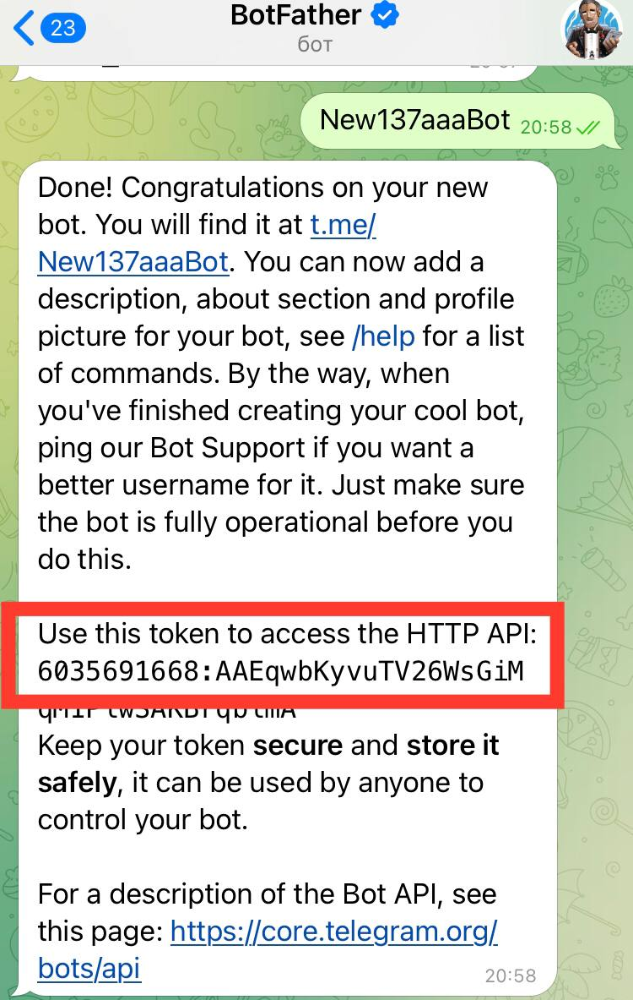 23
BotFather
бот
New137aaaBot 20:58
Done! Congratulations on your new
bot. You will find it at t.me/
New137aaaBot. You can now add a
description, about section and profile
picture for your bot, see /help for a list
of commands. By the way, when
you've finished creating your cool bot,
ping our Bot Support if you want a
better username for it. Just make sure
the bot is fully operational before you
do this.
Use this token to access the HTTP API:
6035691668:AAEqwbKyvuTV26WsGiM
Keep your token secure and store it
safely, it can be used by anyone to
control your bot.
For a description of the Bot API, see
this page: https://core.telegram.org/
bots/api
20:58